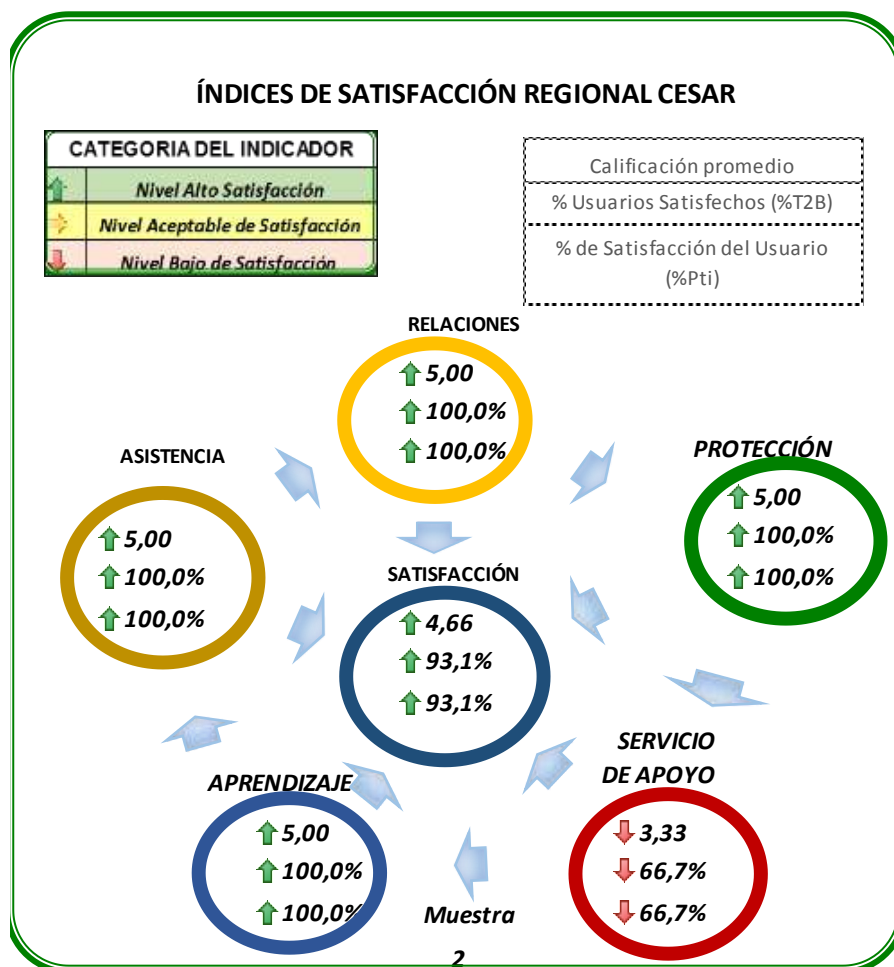 ÍNDICES DE SATISFACCIÓN REGIONAL CESAR
CATEGORIA DEL INDICADOR
Nivel Alto Satisfacción
Nivel Aceptable de Satisfacción
Nivel Bajo de Satisfacción
Calificación promedio
% Usuarios Satisfechos (%T2B)
% de Satisfacción del Usuario
(%Pti)
RELACIONES
5,00
100,0%
100,0%
ASISTENCIA
5,00
100,0%
100,0%
PROTECCIÓN
5,00
100,0%
100,0%
SATISFACCIÓN
4,66
93,1%
93,1%
APRENDIZAJE
5,00
100,0%
100,0%
SERVICIO
DE APOYO
3,33
66,7%
66,7%
Muestra
2